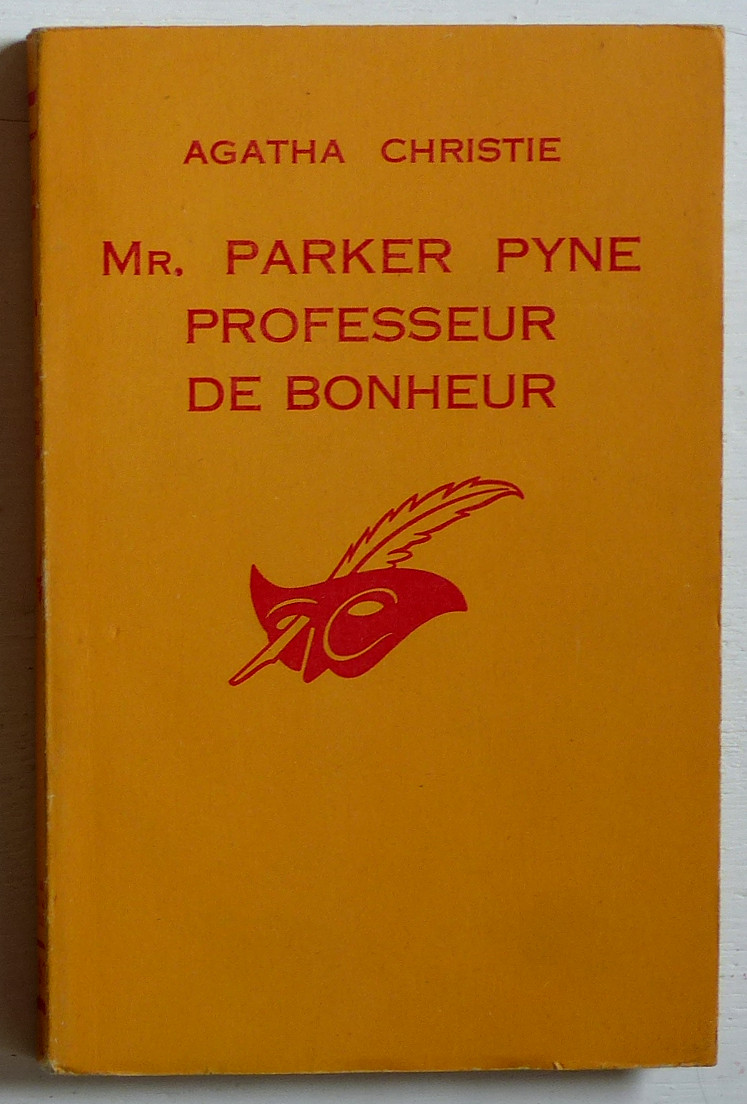 AGATHA CHRISTIE
MR. PARKER PYNE
PROFESSEUR
DE BONHEUR